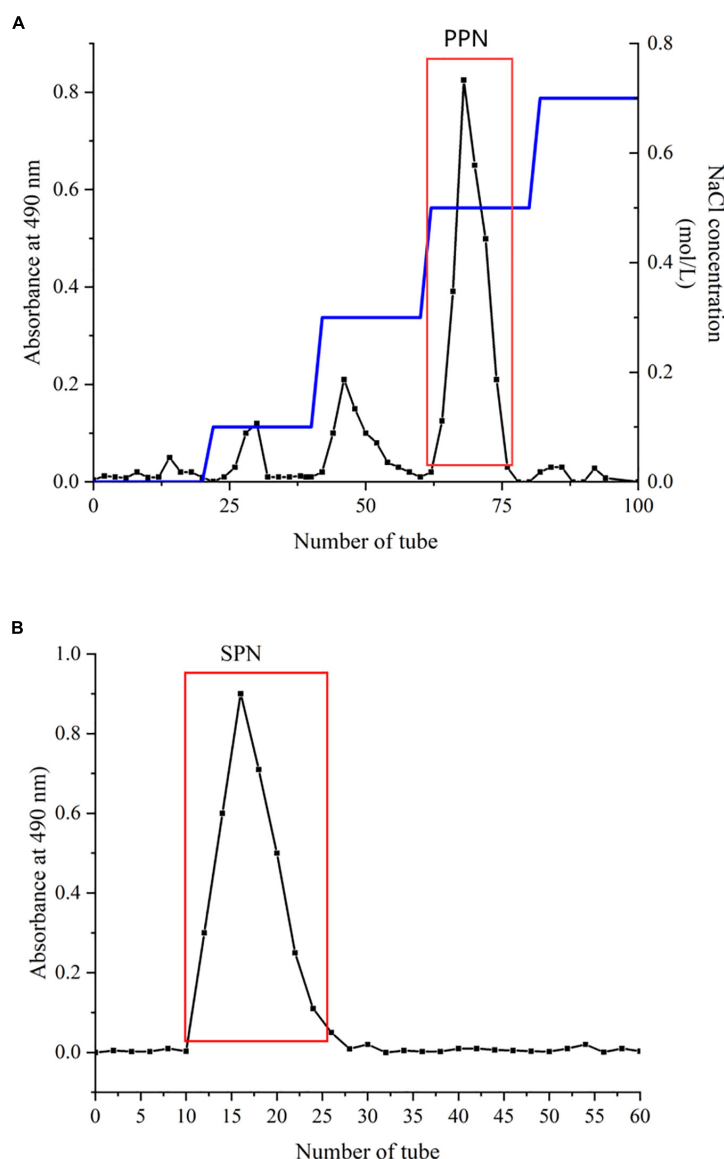 A
PPN
0.8
0.6
0.4
0.2
0.0
Absorbance at 490 nm
0.8
0.6
0.4
0.2
0.0
NaCl concentration
(mol/L)
0 25 50 75 100
Number of tube
B
SPN
1.0
0.8
0.6
0.4
0.2
0.0
Absorbance at 490 nm)
0 5 10 15 20 25 30 35 40 45 50 55 60
Number of tube